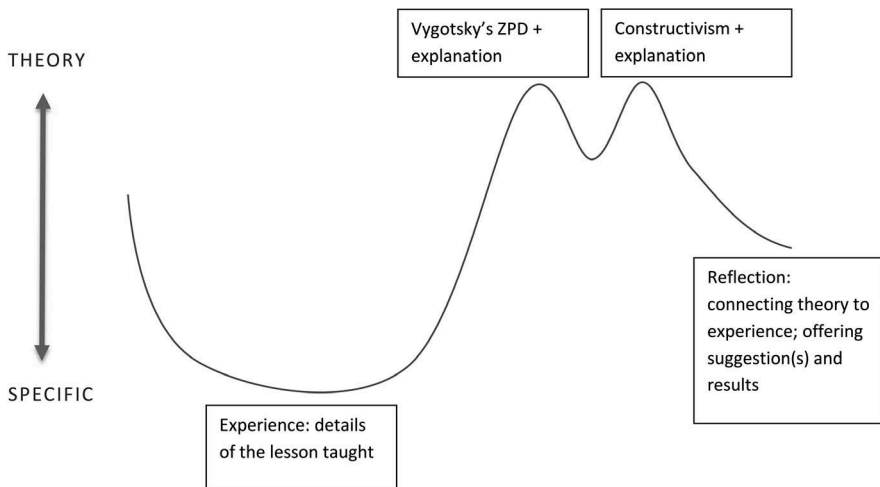 Vygotsky’s ZPD +
explanation
Constructivism +
explanation
THEORY
Reflection:
connecting theory to
experience; offering
suggestion(s) and
results
SPECIFIC
Experience: details
of the lesson taught